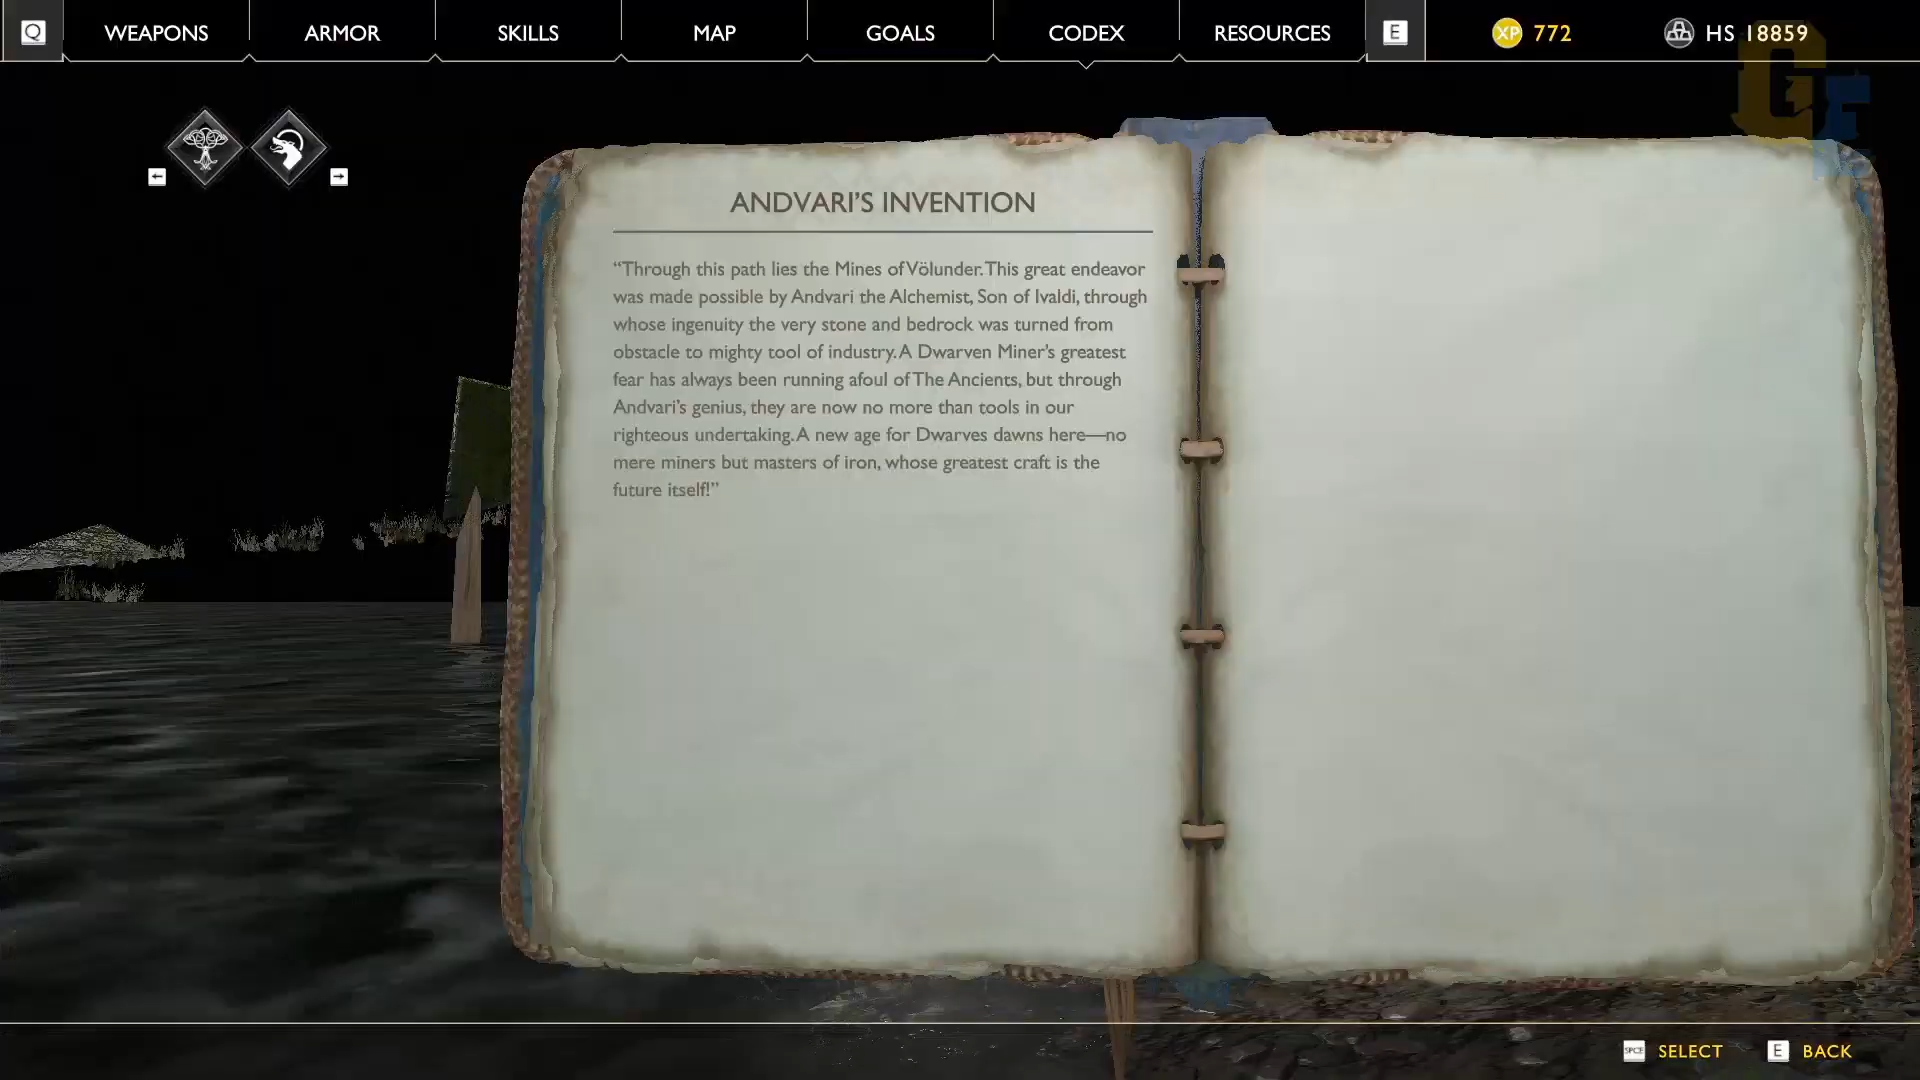 Q WEAPONS ARMOR SKILLS MAP GOALS CODEX RESOURCES E XP 772 HS 18859
GF
ANDVARI’S INVENTION
“Through this path lies the Mines of Völunder. This great endeavor
was made possible by Andvari the Alchemist, Son of Ivaldi, through
whose ingenuity the very stone and bedrock was turned from
obstacle to mighty tool of industry. A Dwarven Miner’s greatest
fear has always been running afoul of The Ancients, but through
Andvari’s genius, they are now no more than tools in our
righteous undertaking. A new age for Dwarves dawns here—no
mere miners but masters of iron, whose greatest craft is the
future itself!”
SPCE SELECT E BACK